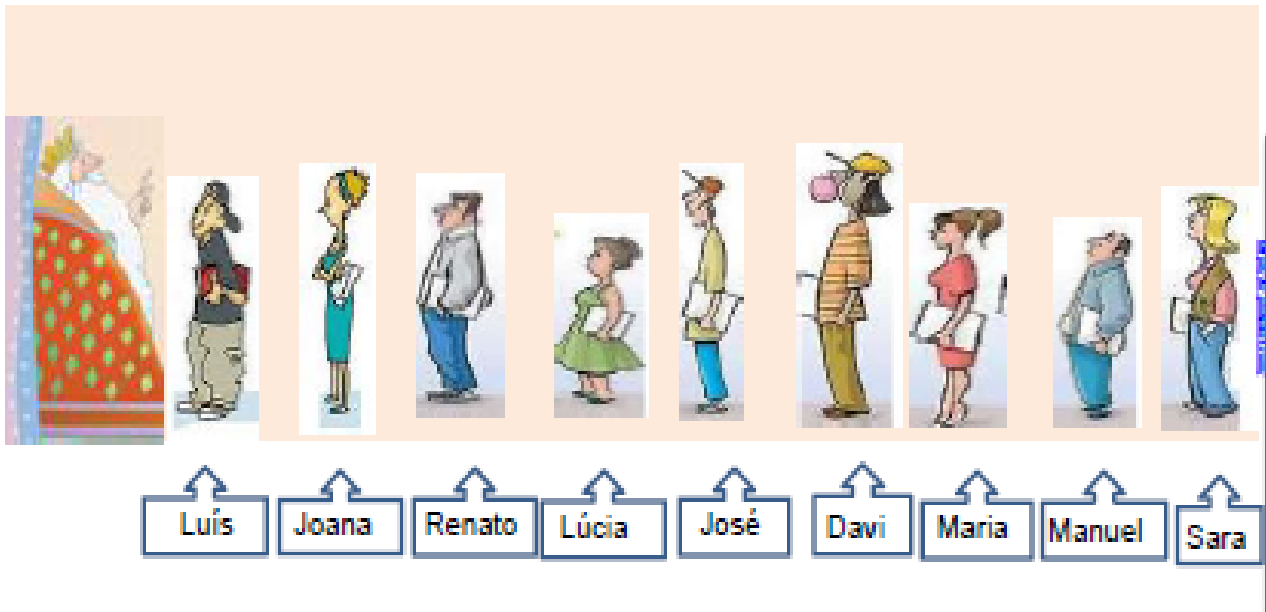 Luís
Joana
Renato
Lúcia
José
Davi
Maria
Manuel
Sara